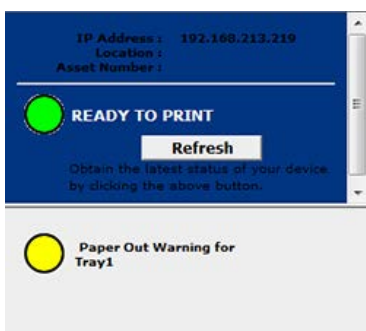 IP Address : 192.168.213.219
Location :
Asset Number :
READY TO PRINT
Refresh
Obtain the latest status of your device
by clicking the above button.
Paper Out Warning for
Tray1